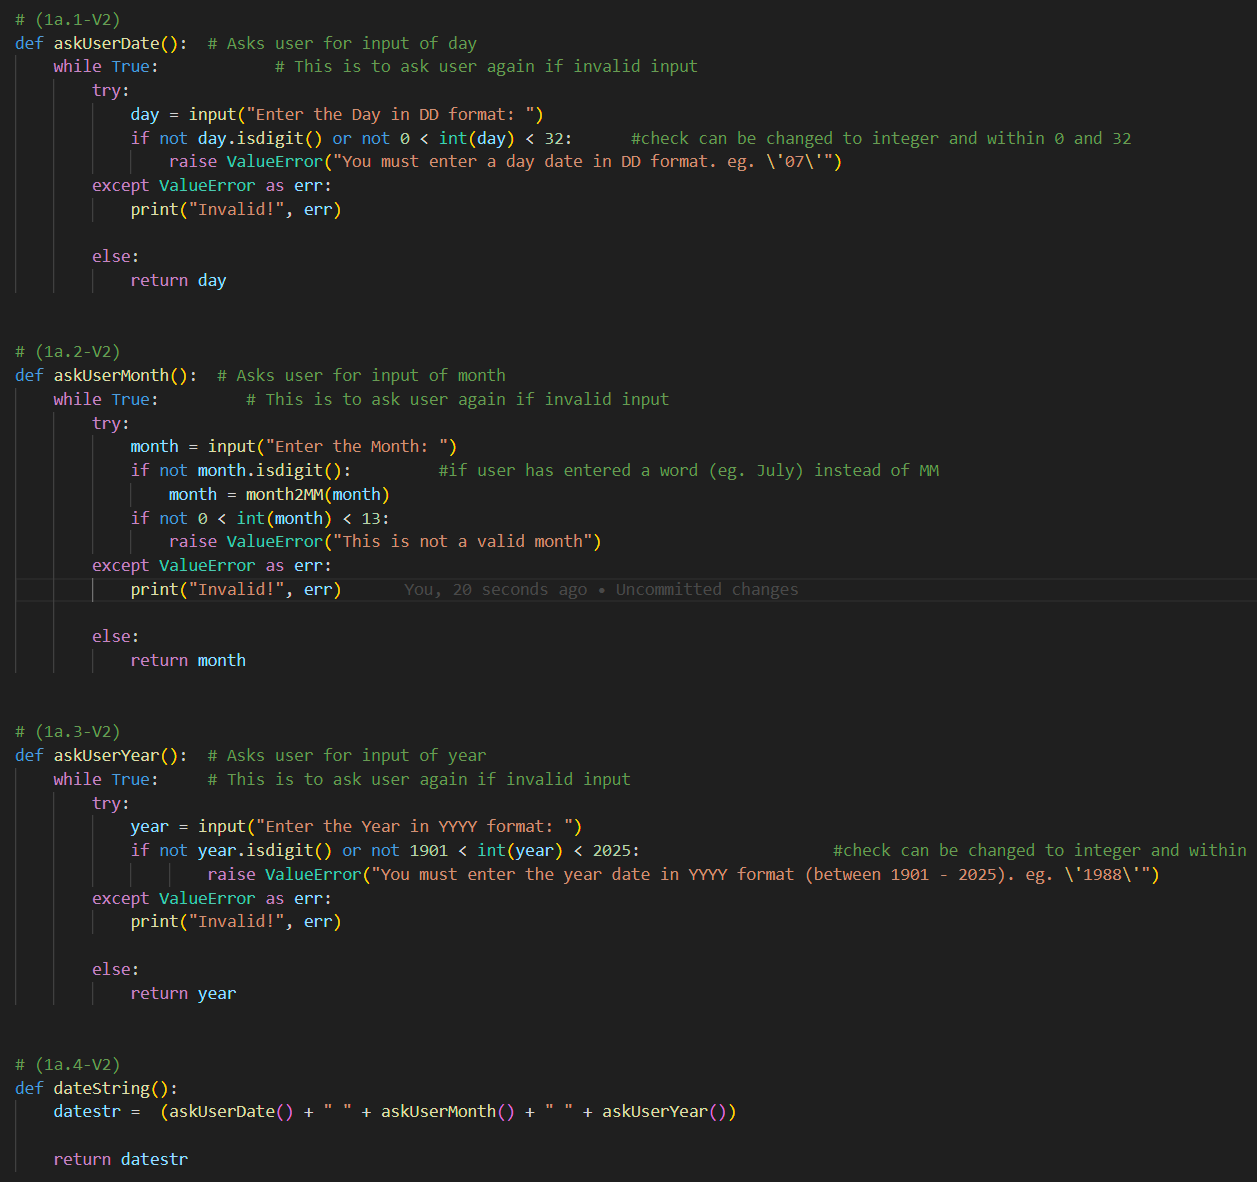 # (1a.1-V2)
def askUserDate():  # Asks user for input of day
    while True:            # This is to ask user again if invalid input
        try:
            day = input("Enter the Day in DD format: ")
            if not day.isdigit() or not 0 < int(day) < 32:      #check can be changed to integer and within 0 and 32
                raise ValueError("You must enter a day date in DD format. eg. \'07\'")
        except ValueError as err:
            print("Invalid!", err)

        else:
            return day


# (1a.2-V2)
def askUserMonth():  # Asks user for input of month
    while True:         # This is to ask user again if invalid input
        try:
            month = input("Enter the Month: ")
            if not month.isdigit():         #if user has entered a word (eg. July) instead of MM
                month = month2MM(month)
            if not 0 < int(month) < 13:
                raise ValueError("This is not a valid month")
        except ValueError as err:
            print("Invalid!", err)      You, 20 seconds ago • Uncommitted changes

        else:
            return month


# (1a.3-V2)
def askUserYear():  # Asks user for input of year
    while True:     # This is to ask user again if invalid input
        try:
            year = input("Enter the Year in YYYY format: ")
            if not year.isdigit() or not 1901 < int(year) < 2025:                    #check can be changed to integer and within
                    raise ValueError("You must enter the year date in YYYY format (between 1901 - 2025). eg. \'1988\'")
        except ValueError as err:
            print("Invalid!", err)

        else:
            return year


# (1a.4-V2)
def dateString():
    datestr =  (askUserDate() + " " + askUserMonth() + " " + askUserYear())

    return datestr